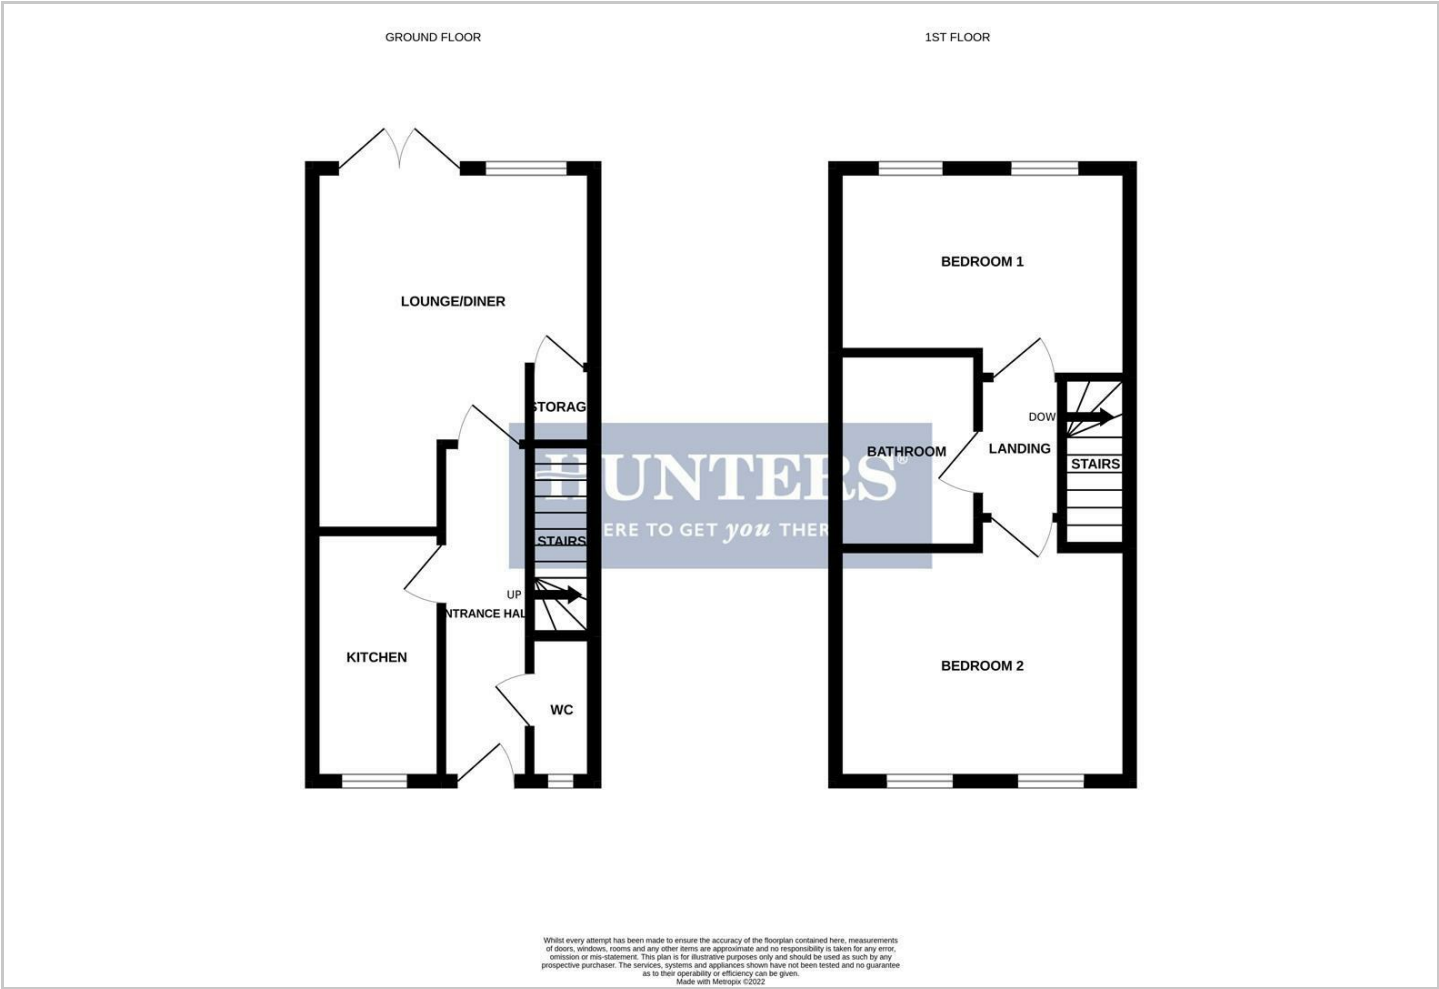 GROUND FLOOR
1ST FLOOR
LOUNGE/DINER
STORAG
STAIRS
UP
NTRANCE HAL
KITCHEN
WC
BEDROOM 1
DOW
LANDING
BATHROOM
STAIRS
BEDROOM 2
HUNTERS®
ERE TO GET you THER
Whilst every attempt has been made to ensure the accuracy of the floorplan contained here, measurements
of doors, windows, rooms and any other items are approximate and no responsibility is taken for any error,
omission or mis-statement. This plan is for illustrative purposes only and should be used as such by any
prospective purchaser. The services, systems and appliances shown have not been tested and no guarantee
as to their operability or efficiency can be given.
Made with Metropix ©2022